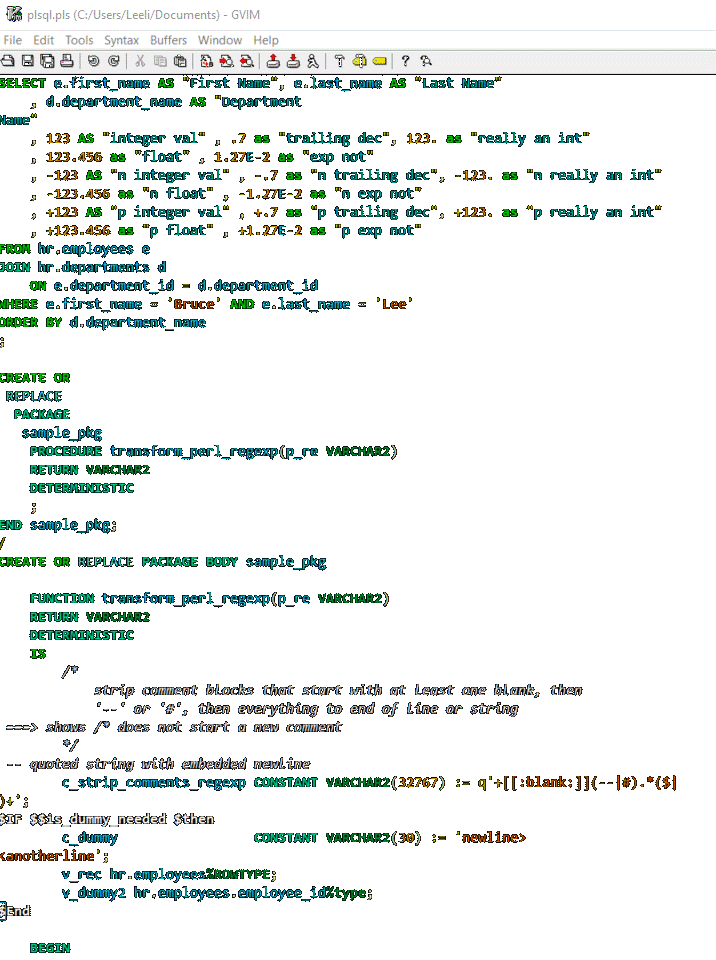 plsql.pls (C:/Users/Leeli/Documents) - GVIM
File Edit Tools Syntax Buffers Window Help
SELECT e.first_name AS "First Name", e.last_name AS "Last Name"
    , d.department_name AS "Department
Name"
    , 123 AS "integer val" , .7 as "trailing dec", 123. as "really an int"
    , 123.456 as "float" , 1.27E-2 as "exp not"
    , -123 AS "n integer val" , -.7 as "n trailing dec", -123. as "n really an int"
    , -123.456 as "n float" , -1.27E-2 as "n exp not"
    , +123 AS "p integer val" , +.7 as "p trailing dec", +123. as "p really an int"
    , +123.456 as "p float" , +1.27E-2 as "p exp not"
FROM hr.employees e
JOIN hr.departments d
    ON e.department_id = d.department_id
WHERE e.first_name = 'Bruce' AND e.last_name = 'Lee'
ORDER BY d.department_name
;
CREATE OR
 REPLACE
  PACKAGE
   sample_pkg
    PROCEDURE transform_perl_regexp(p_re VARCHAR2)
    RETURN VARCHAR2
    DETERMINISTIC
    ;
END sample_pkg;
/
CREATE OR REPLACE PACKAGE BODY sample_pkg
    FUNCTION transform_perl_regexp(p_re VARCHAR2)
    RETURN VARCHAR2
    DETERMINISTIC
    IS
        /*
            strip comment blocks that start with at least one blank, then
            '--' or '#', then everything to end of line or string
 ===> shows /* does not start a new comment
        */
 -- quoted string with embedded newline
        c_strip_comments_regexp CONSTANT VARCHAR2(32767) := q'+[[:blank:]](--|#).*($|
)+';
$IF $$is_dummy_needed $then
        c_dummy                 CONSTANT VARCHAR2(30) := 'newline>
<anotherline';
        v_rec hr.employees%ROWTYPE;
        v_dummy2 hr.employees.employee_id%type;
$End
    BEGIN